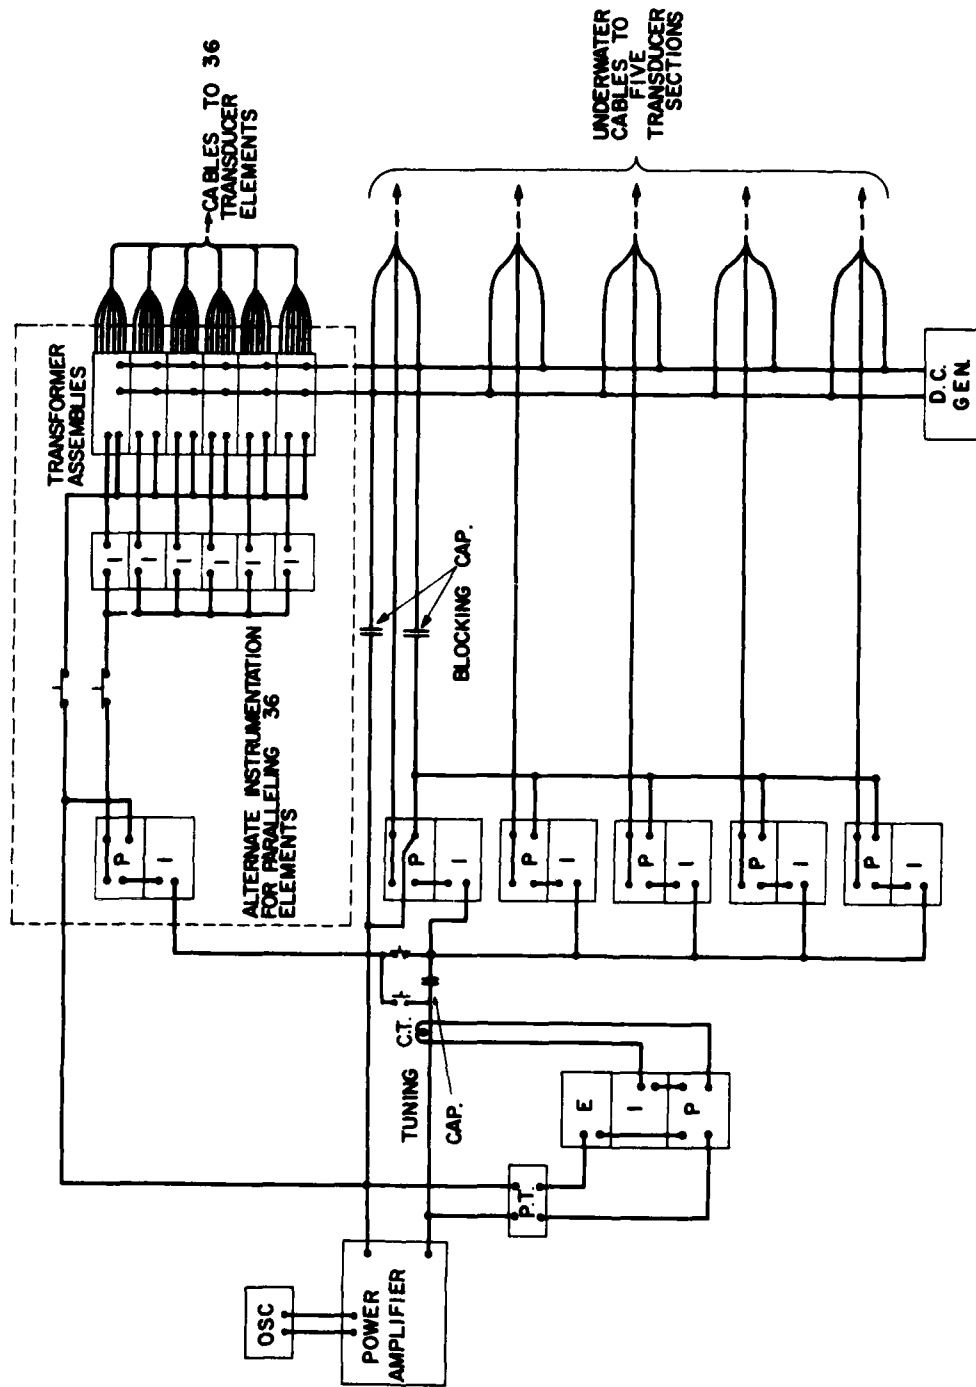 OSC
POWER
AMPLIFIER
P.T.
E
I
P
TUNING
CAP.
C.T.
P
I
P
I
P
I
P
I
P
I
P
I
ALTERNATE INSTRUMENTATION
FOR PARALLELING 36
ELEMENTS
I
I
I
I
I
I
TRANSFORMER
ASSEMBLIES
BLOCKING CAP.
D.C.
GEN.
CABLES TO 36
TRANSDUCER
ELEMENTS
UNDERWATER
CABLES TO
FIVE
TRANSDUCER
SECTIONS